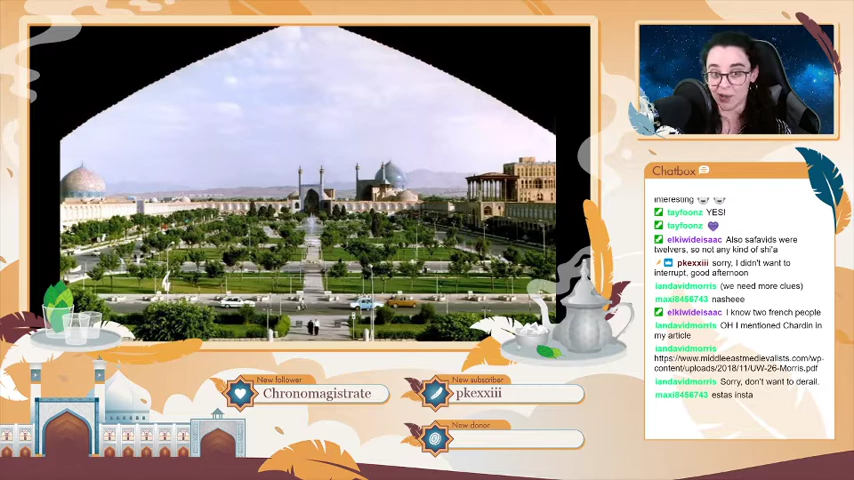 Chatbox
interesting
tayfoonz YES!
tayfoonz
elkiwideisaac Also safavids were
twelvers, so not any kind of shi'a
pkexxiii sorry, I didn't want to
interrupt, good afternoon
iandavidmorris (we need more clues)
maxi8456743 nasheee
elkiwideisaac I know two french people
iandavidmorris OH I mentioned Chardin in
my article
iandavidmorris
https://www.middleeastmedievalists.com/wp-
content/uploads/2018/11/UW-26-Morris.pdf
iandavidmorris Sorry, don't want to derail.
maxi8456743 estas insta
New follower
Chronomagistrate
New subscriber
pkexxiii
New donor